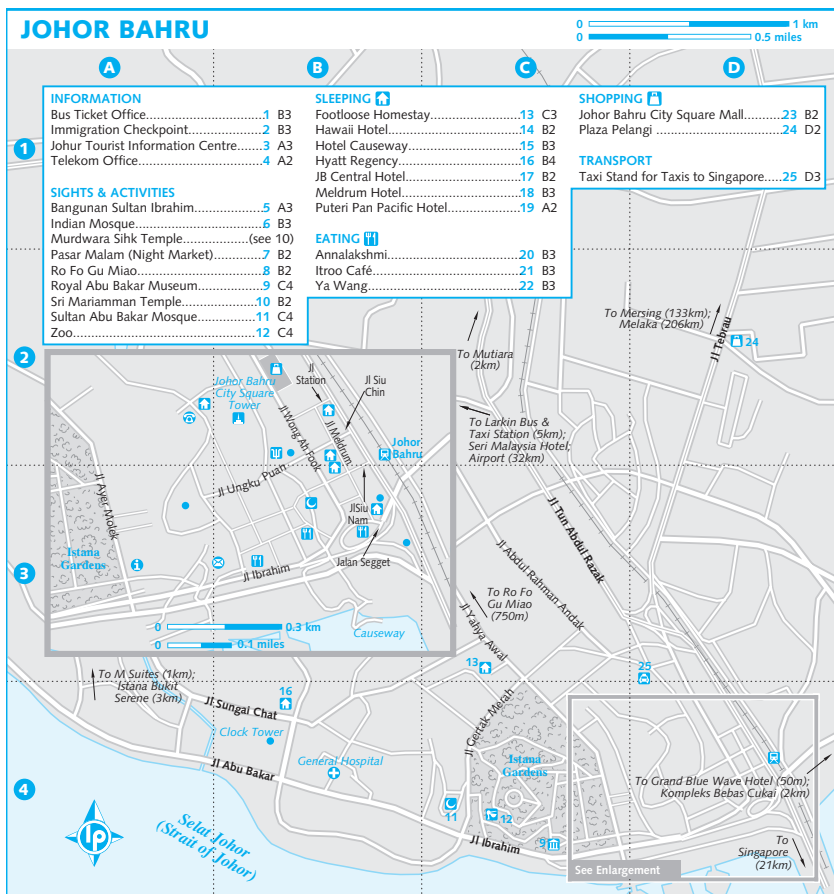 JOHOR BAHRU
0 1 km
0 0.5 miles
A B C D
1
INFORMATION
Bus Ticket Office 1 B3
Immigration Checkpoint 2 B3
Johur Tourist Information Centre 3 A3
Telekom Office 4 A2
SIGHTS & ACTIVITIES
Bangunan Sultan Ibrahim 5 A3
Indian Mosque 6 B3
Murdwara Sihk Temple (see 10)
Pasar Malam (Night Market) 7 B2
Ro Fo Gu Miao 8 B2
Royal Abu Bakar Museum 9 C4
Sri Mariamman Temple 10 B2
Sultan Abu Bakar Mosque 11 C4
Zoo 12 C4
SLEEPING
Footloose Homestay 13 C3
Hawaii Hotel 14 B2
Hotel Causeway 15 B3
Hyatt Regency 16 B4
JB Central Hotel 17 B2
Meldrum Hotel 18 B3
Puteri Pan Pacific Hotel 19 A2
EATING
Annalakshmi 20 B3
Itroo Café 21 B3
Ya Wang 22 B3
SHOPPING
Johor Bahru City Square Mall 23 B2
Plaza Pelangi 24 D2
TRANSPORT
Taxi Stand for Taxis to Singapore 25 D3
To Mersing (133km);
Melaka (206km)
Jl Tebrau
24
To Mutiara
(2km)
2
Johor Bahru
City Square
Tower
Jl
Station
Jl Siu
Chin
Jl Wong Ah Fook
Jl Meldrum
Johor
Bahru
To Larkin Bus &
Taxi Station (5km);
Seri Malaysia Hotel;
Airport (32km)
Jl Ungku Puan
Jl Ayer Molek
JlSiu
Nam
Jalan Segget
Istana
Gardens
Jl Ibrahim
3
0 0.3 km
0 0.1 miles
Causeway
Jl Tun Abdul Razak
Jl Abdul Rahman Andak
To Ro Fo
Gu Miao
(750m)
Jl Yahya Awal
13
25
To M Suites (1km);
Istana Bukit
Serene (3km)
16
Jl Sungai Chat
Clock Tower
Jl Gertak Merah
General Hospital
Jl Abu Bakar
Istana
Gardens
To Grand Blue Wave Hotel (50m);
Kompleks Bebas Cukai (2km)
4
lp
Selat Johor
(Strait of Johor)
11
12
9
Jl Ibrahim
To
Singapore
(21km)
See Enlargement